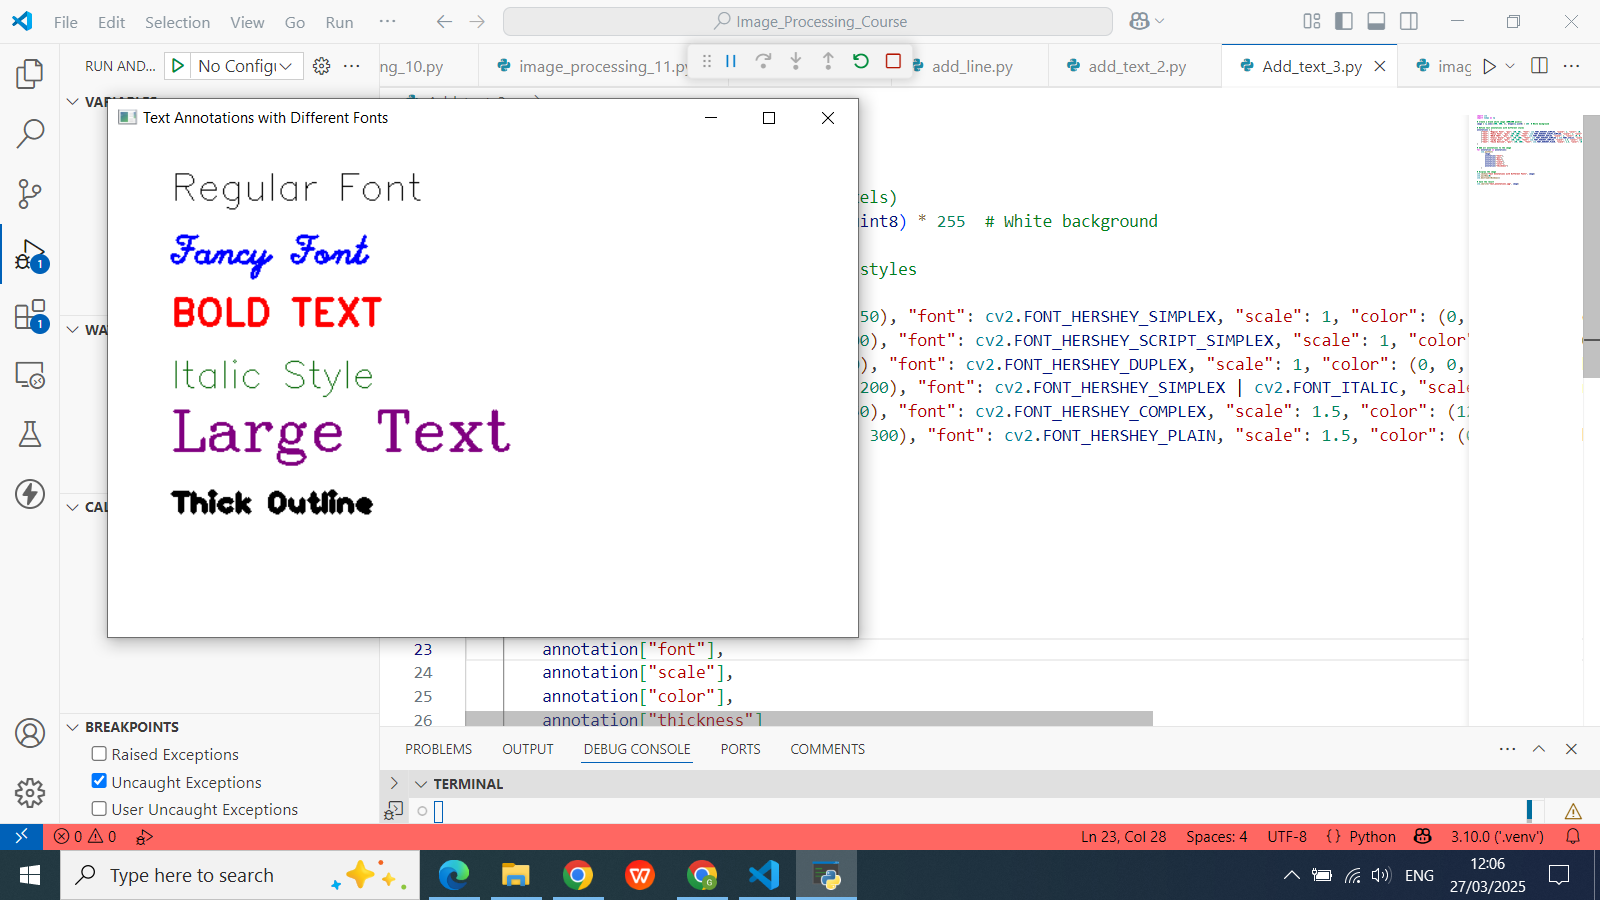 File Edit Selection View Go Run ··· Image_Processing_Course
RUN AND... No Configu ··· ng_10.py image_processing_11.py add_line.py add_text_2.py Add_text_3.py imag ···
Text Annotations with Different Fonts
Regular Font
Fancy Font
BOLD TEXT
Italic Style
Large Text
Thick Outline
els)
int8) * 255 # White background
styles
50), "font": cv2.FONT_HERSHEY_SIMPLEX, "scale": 1, "color": (0,
0), "font": cv2.FONT_HERSHEY_SCRIPT_SIMPLEX, "scale": 1, "color"
), "font": cv2.FONT_HERSHEY_DUPLEX, "scale": 1, "color": (0, 0,
200), "font": cv2.FONT_HERSHEY_SIMPLEX | cv2.FONT_ITALIC, "scal
0), "font": cv2.FONT_HERSHEY_COMPLEX, "scale": 1.5, "color": (12
300), "font": cv2.FONT_HERSHEY_PLAIN, "scale": 1.5, "color": (
23 annotation["font"],
24 annotation["scale"],
25 annotation["color"],
26 annotation["thickness"]
WA
CAL
BREAKPOINTS
Raised Exceptions
Uncaught Exceptions
User Uncaught Exceptions
1
1
PROBLEMS OUTPUT DEBUG CONSOLE PORTS COMMENTS ···
TERMINAL
0 0 Ln 23, Col 28 Spaces: 4 UTF-8 {} Python 3.10.0 ('.venv')
Type here to search ENG 12:06
27/03/2025